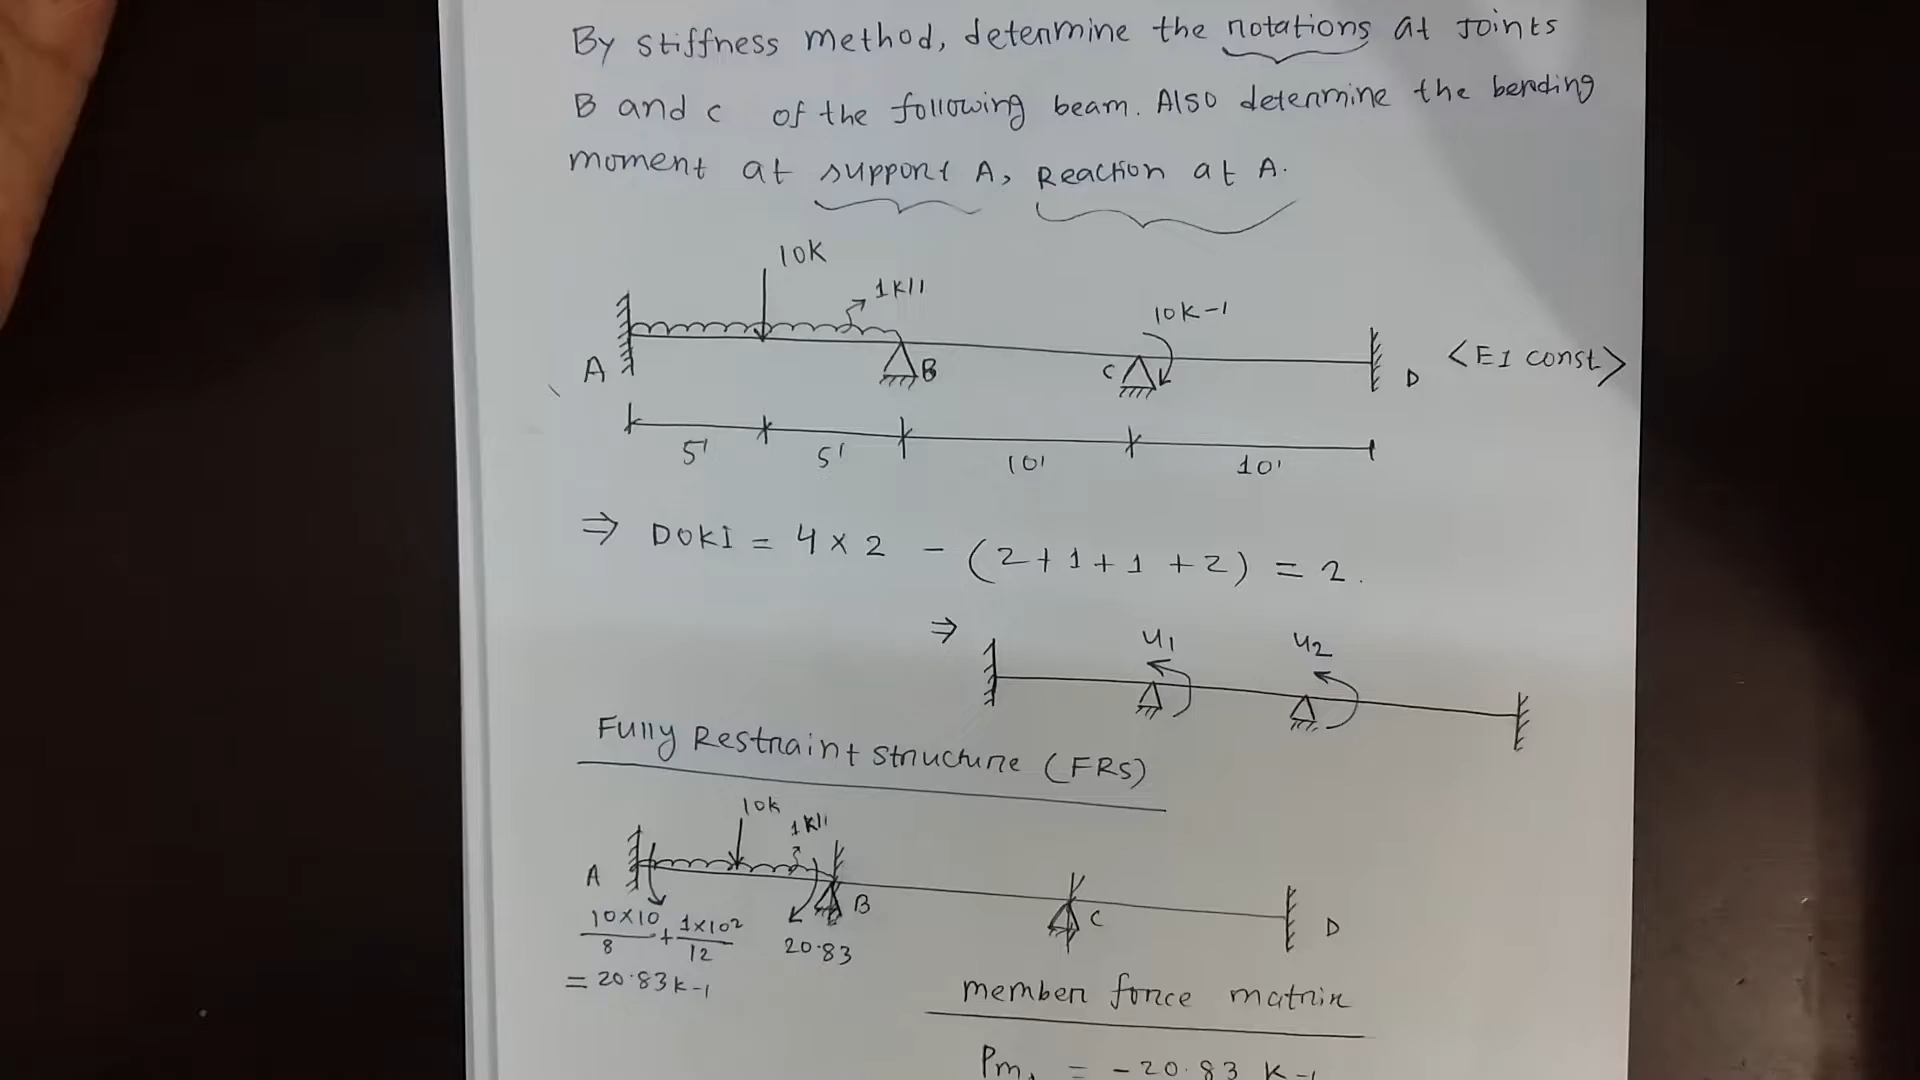 By stiffness method, determine the rotations at Joints
B and C of the following beam. Also determine the bending
moment at support A, Reaction at A.
10K
1K/1
10K-1
A
B
C
D
<EI const>
5' 5' 10' 10'
⇒ DOKI = 4 × 2 - (2+1+1+2) = 2.
⇒
u1 u2
Fully Restraint structure (FRS)
10K
1K/1
A
B
C
D
10×10/8 + 1×10²/12
20.83
= 20.83 K-1
member force matrix
Pm1 = -20.83 K-1